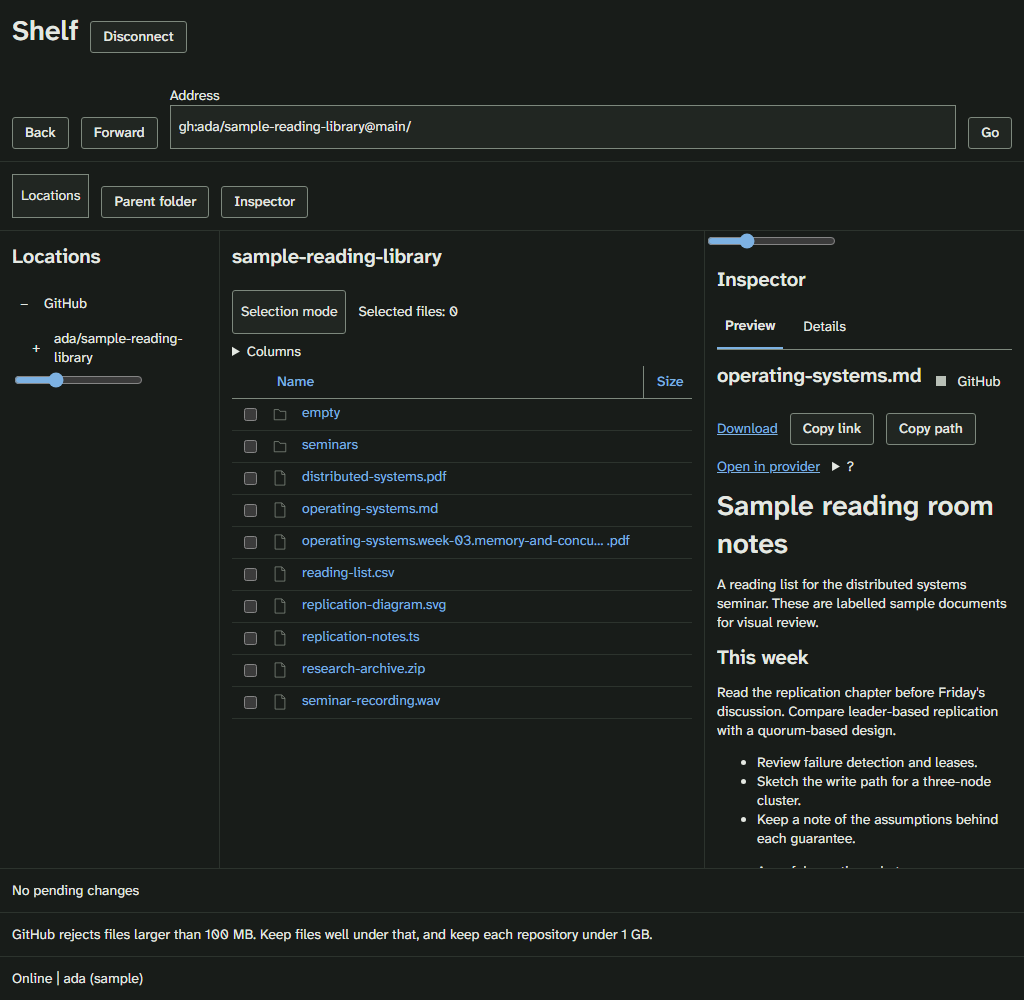 Shelf
Disconnect
Address
Back
Forward
gh:ada/sample-reading-library@main/
Go
Locations
Parent folder
Inspector
Locations
− GitHub
+ ada/sample-reading-
library
sample-reading-library
Selection mode
Selected files: 0
Columns
Name
Size
empty
seminars
distributed-systems.pdf
operating-systems.md
operating-systems.week-03.memory-and-concu... .pdf
reading-list.csv
replication-diagram.svg
replication-notes.ts
research-archive.zip
seminar-recording.wav
Inspector
Preview
Details
operating-systems.md
GitHub
Download
Copy link
Copy path
Open in provider
?
Sample reading room
notes
A reading list for the distributed systems
seminar. These are labelled sample documents
for visual review.
This week
Read the replication chapter before Friday's
discussion. Compare leader-based replication
with a quorum-based design.
• Review failure detection and leases.
• Sketch the write path for a three-node
cluster.
• Keep a note of the assumptions behind
each guarantee.
No pending changes
GitHub rejects files larger than 100 MB. Keep files well under that, and keep each repository under 1 GB.
Online | ada (sample)